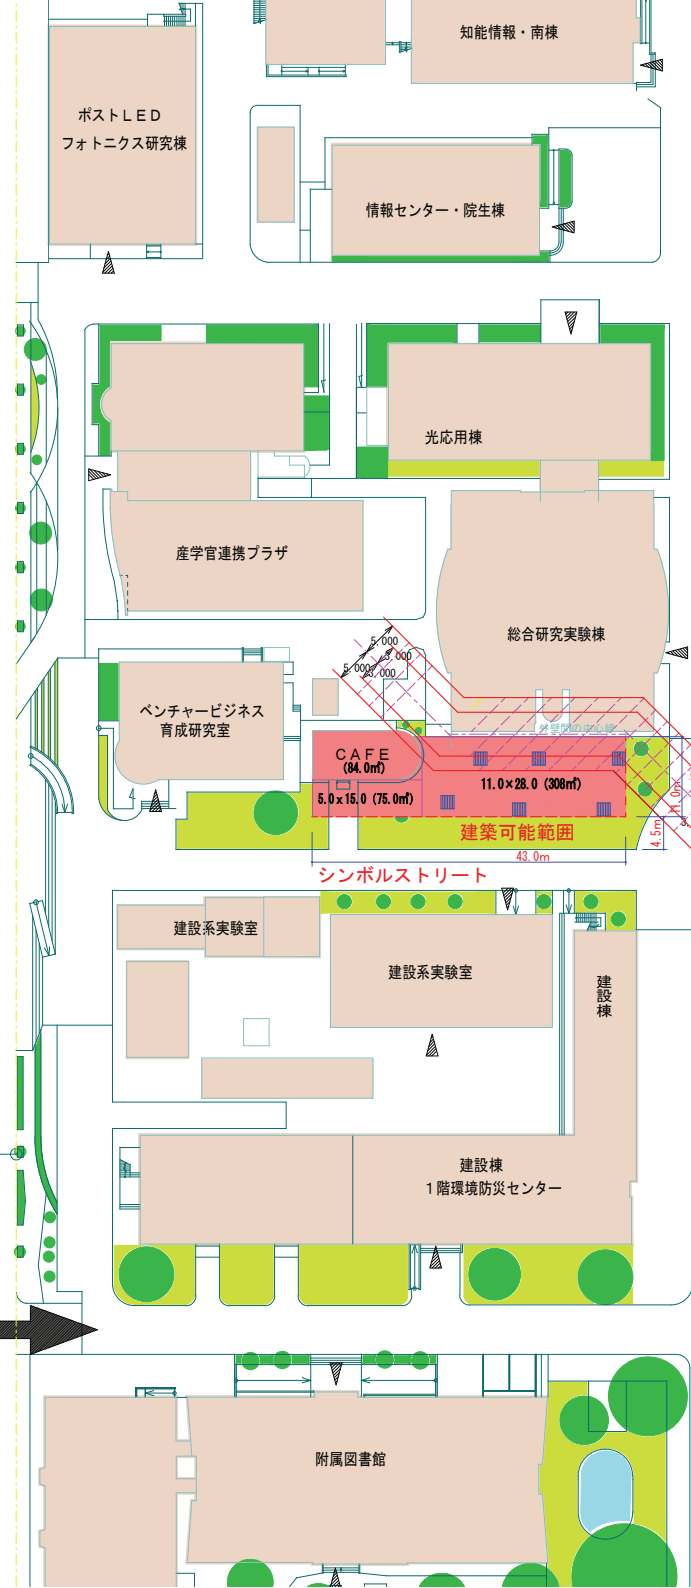 知能情報・南棟
ポストＬＥＤ
フォトニクス研究棟
情報センター・院生棟
光応用棟
産学官連携プラザ
総合研究実験棟
5,000
3,000
5,000
3,000
ベンチャービジネス
育成研究室
外壁間の中心線
ＣＡＦＥ
(84.0㎡)
11.0×28.0 (308㎡)
5.0ｘ15.0 (75.0㎡)
11.0m
4.5m
建築可能範囲
43.0m
シンボルストリート
建設系実験室
建設系実験室
建設棟
建設棟
１階環境防災センター
附属図書館